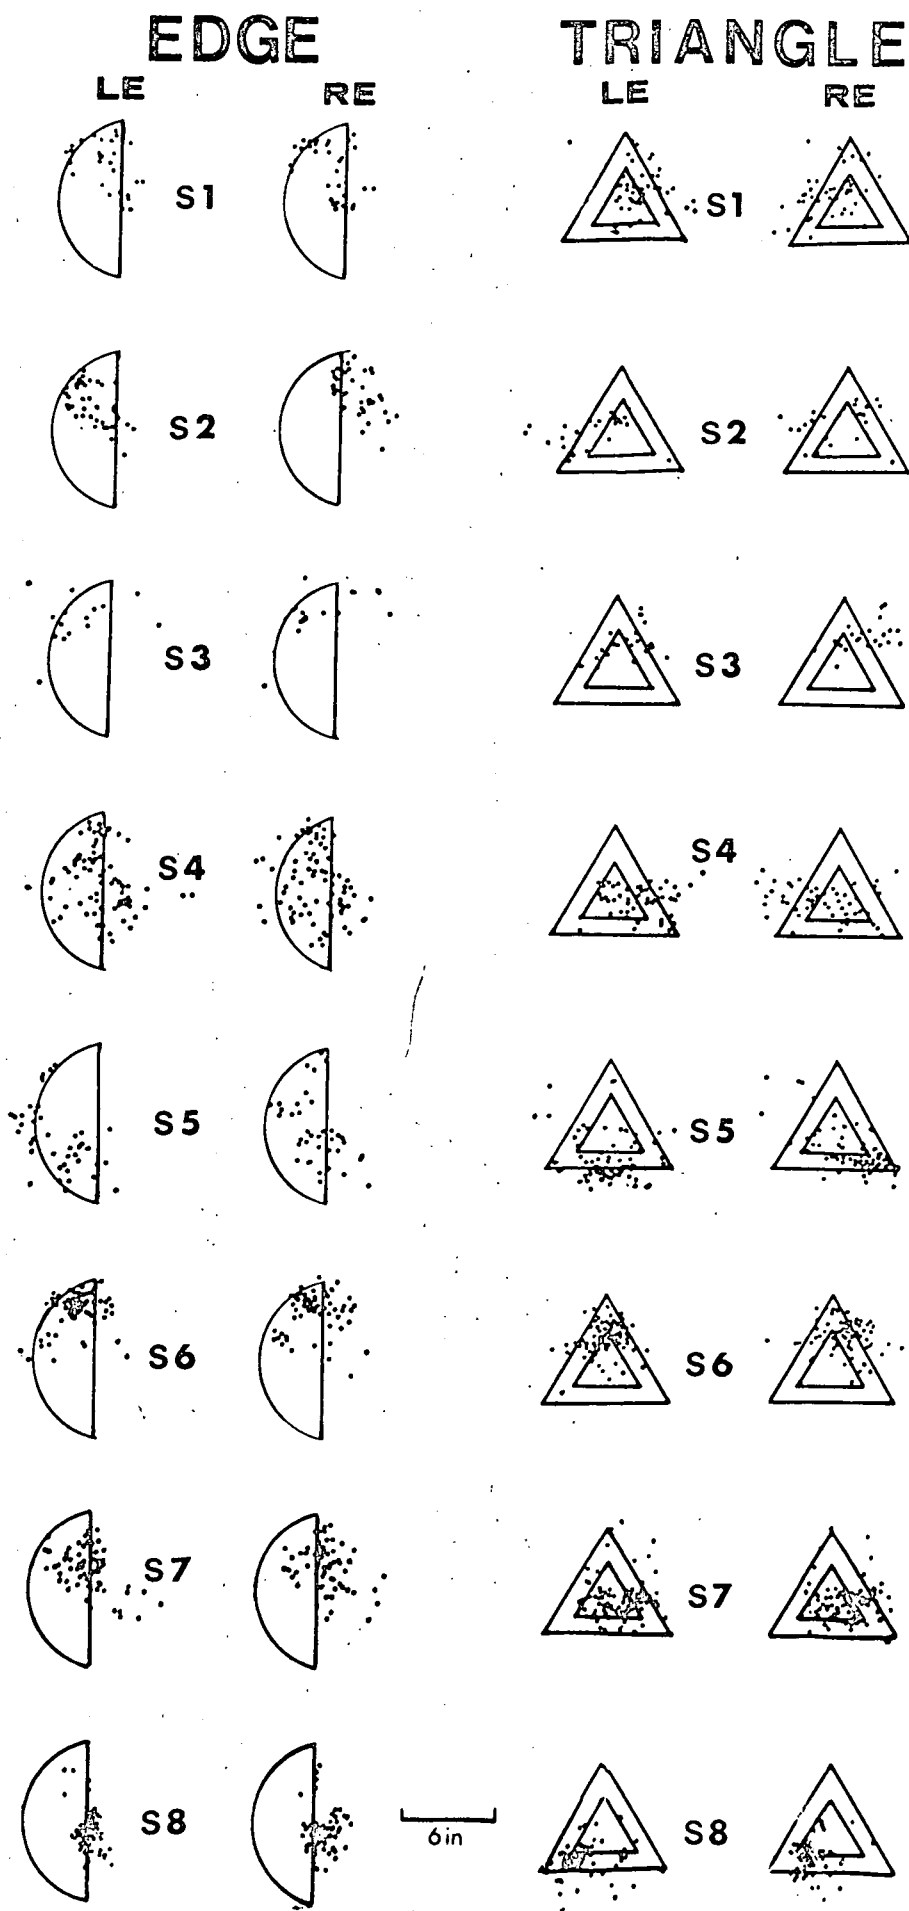 EDGE TRIANGLE
LE RE LE RE
S1 S1
S2 S2
S3 S3
S4 S4
S5 S5
S6 S6
S7 S7
S8 6in S8